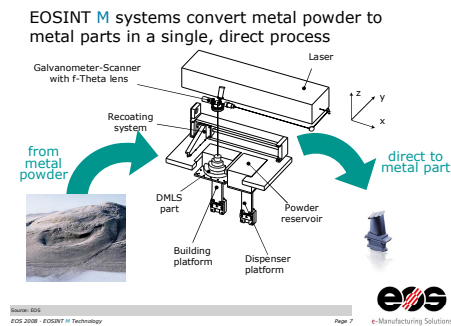 EOSINT M systems convert metal powder to
metal parts in a single, direct process
Laser
Galvanometer-Scanner
with f-Theta lens
z
y
x
Recoating
system
from
metal
powder
direct to
metal part
DMLS
part
Powder
reservoir
Building
platform
Dispenser
platform
Source: EOS
EOS 2008 - EOSINT M Technology
Page 7
eos
e-Manufacturing Solutions